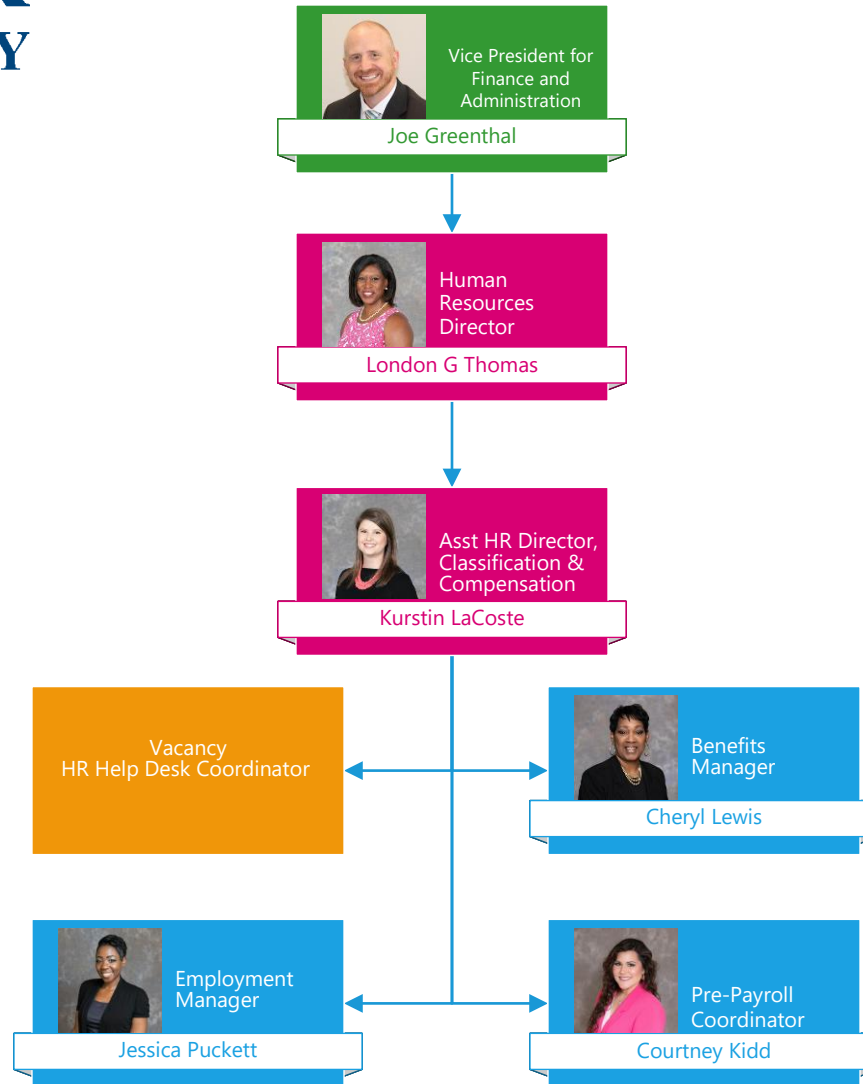 Y
Vice President for
Finance and
Administration
Joe Greenthal
Human
Resources
Director
London G Thomas
Asst HR Director,
Classification &
Compensation
Kurstin LaCoste
Vacancy
HR Help Desk Coordinator
Benefits
Manager
Cheryl Lewis
Employment
Manager
Jessica Puckett
Pre-Payroll
Coordinator
Courtney Kidd